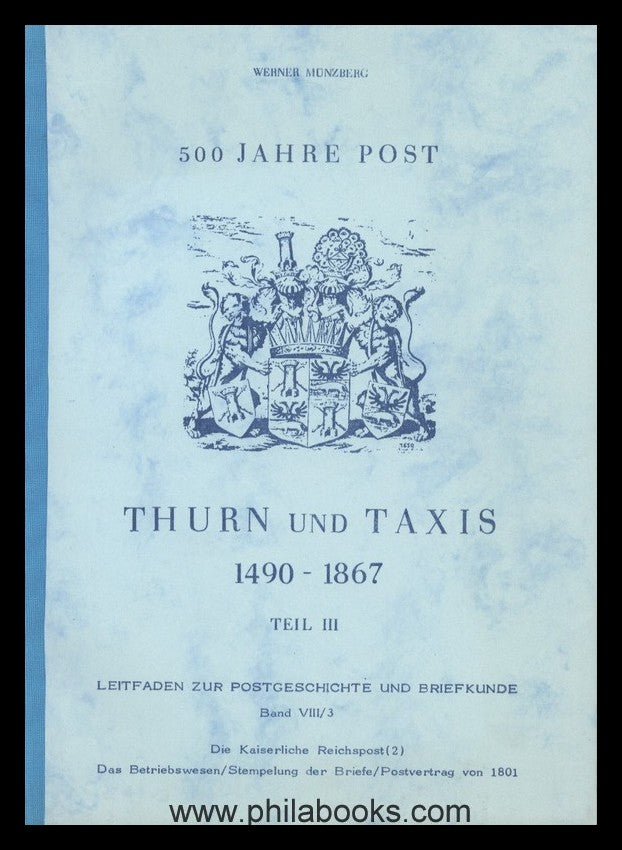 WERNER MÜNZBERG
500 JAHRE POST
1650
THURN UND TAXIS
1490 - 1867
TEIL III
LEITFADEN ZUR POSTGESCHICHTE UND BRIEFKUNDE
Band VIII/3
Die Kaiserliche Reichspost(2)
Das Betriebswesen/Stempelung der Briefe/Postvertrag von 1801
www.philabooks.com